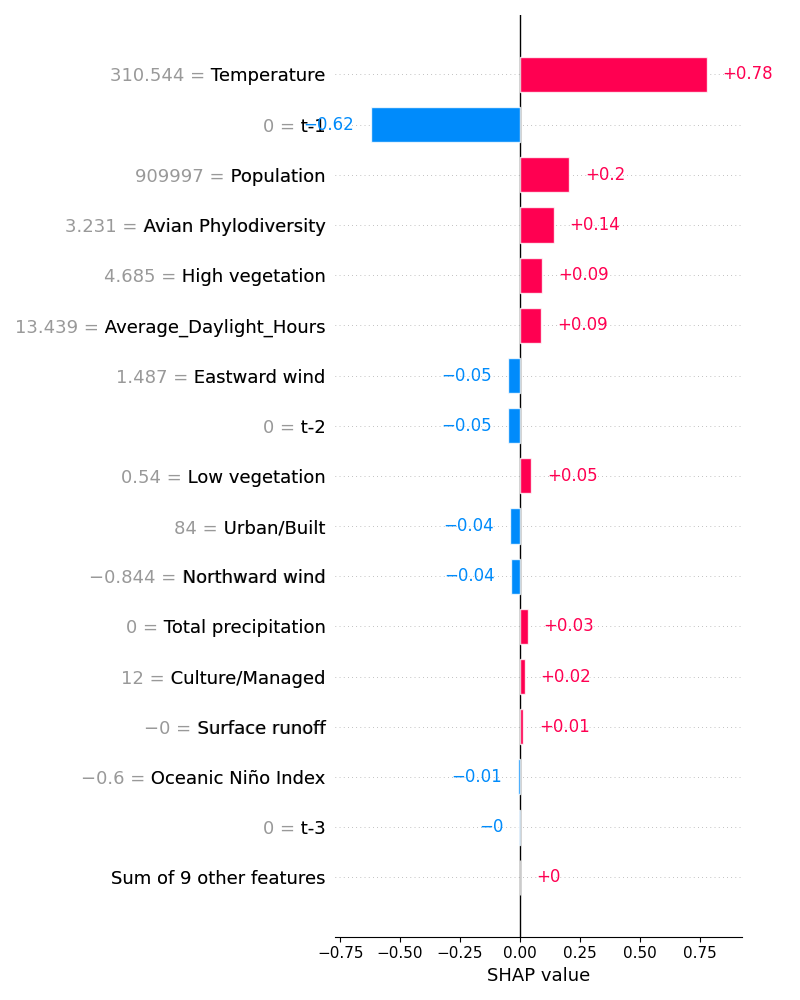 310.544 = Temperature +0.78
0 = t-1 −0.62
909997 = Population +0.2
3.231 = Avian Phylodiversity +0.14
4.685 = High vegetation +0.09
13.439 = Average_Daylight_Hours +0.09
1.487 = Eastward wind −0.05
0 = t-2 −0.05
0.54 = Low vegetation +0.05
84 = Urban/Built −0.04
−0.844 = Northward wind −0.04
0 = Total precipitation +0.03
12 = Culture/Managed +0.02
−0 = Surface runoff +0.01
−0.6 = Oceanic Niño Index −0.01
0 = t-3 −0
Sum of 9 other features +0
−0.75 −0.50 −0.25 0.00 0.25 0.50 0.75
SHAP value